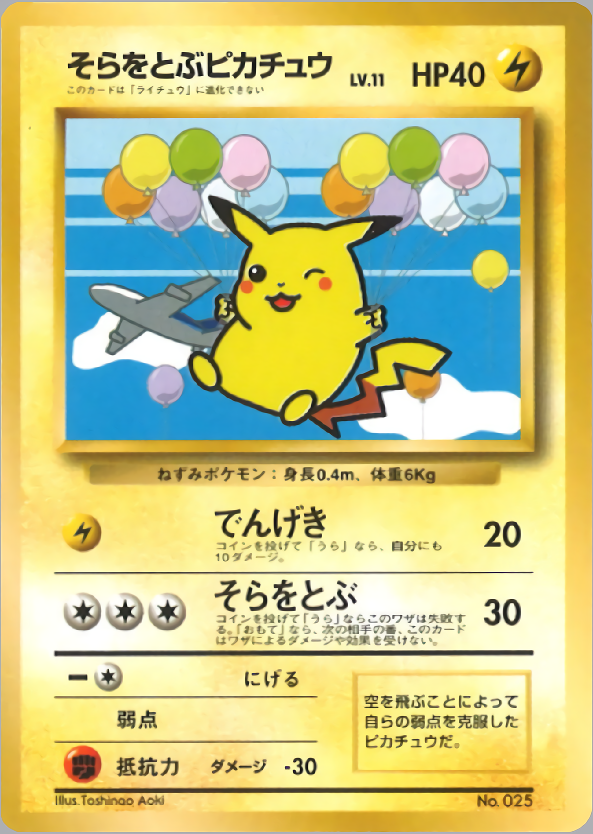 そらをとぶピカチュウ LV.11 HP40
このカードは「ライチュウ」に進化できない
ねずみポケモン：身長0.4m、体重6Kg
でんげき 20
コインを投げて「うら」なら、自分にも
10ダメージ。
そらをとぶ 30
コインを投げて「うら」ならこのワザは失敗す
る。「おもて」なら、次の相手の番、このカード
はワザによるダメージや効果を受けない。
にげる
弱点
抵抗力 ダメージ -30
空を飛ぶことによって
自らの弱点を克服した
ピカチュウだ。
Illus.Toshinao Aoki No.025